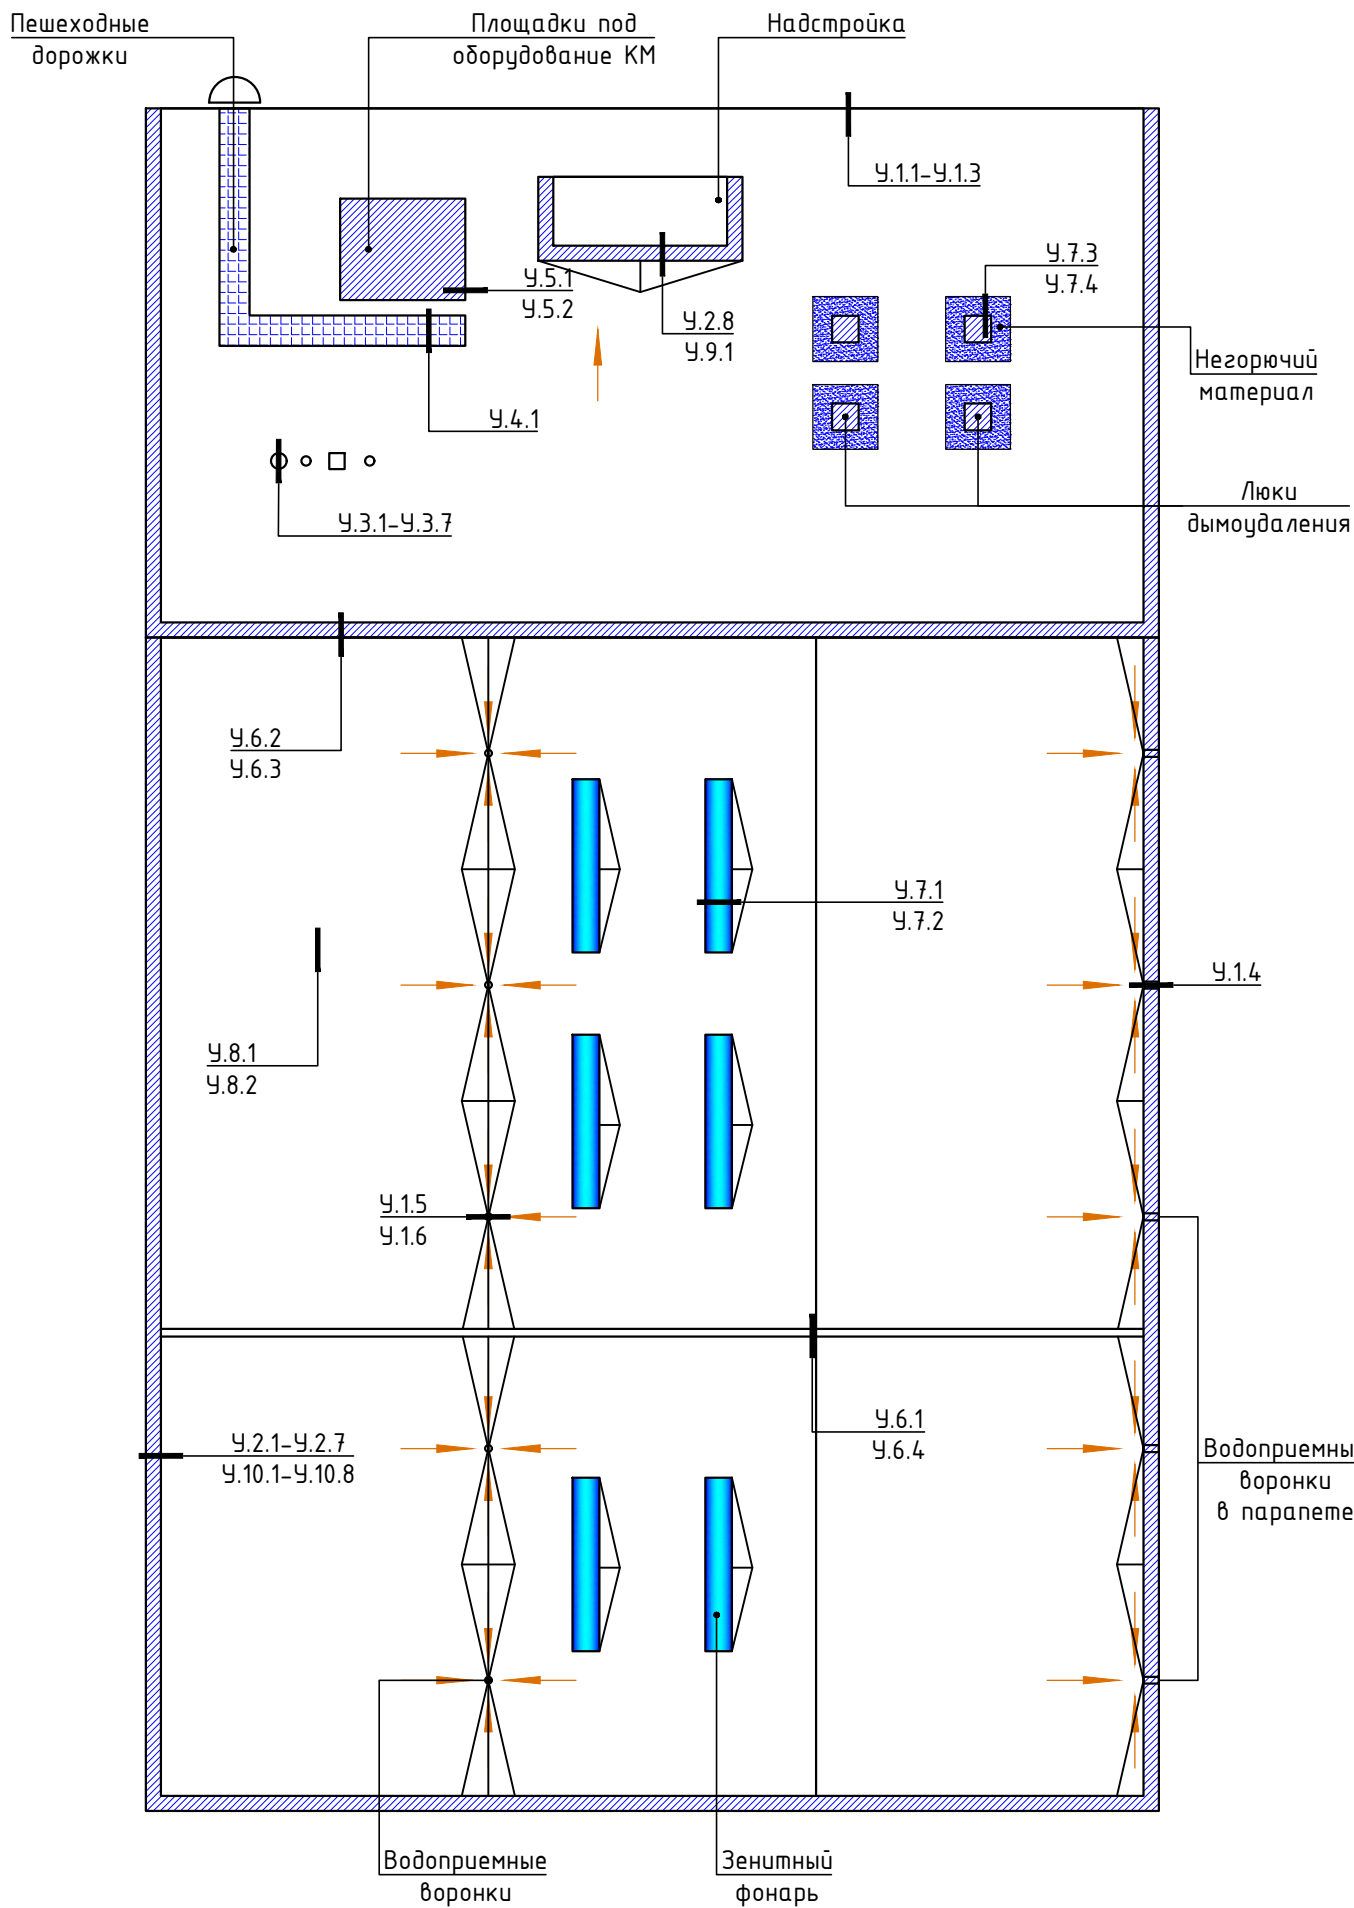 Пешеходные
дорожки
Площадки под
оборудование КМ
Надстройка
У.1.1-У.1.3
У.5.1
У.5.2
У.2.8
У.9.1
У.7.3
У.7.4
Негорючий
материал
У.4.1
Люки
дымоудаления
У.3.1-У.3.7
У.6.2
У.6.3
У.7.1
У.7.2
У.1.4
У.8.1
У.8.2
У.1.5
У.1.6
У.6.1
У.6.4
У.2.1-У.2.7
У.10.1-У.10.8
Водоприемны
воронки
в парапете
Водоприемные
воронки
Зенитный
фонарь